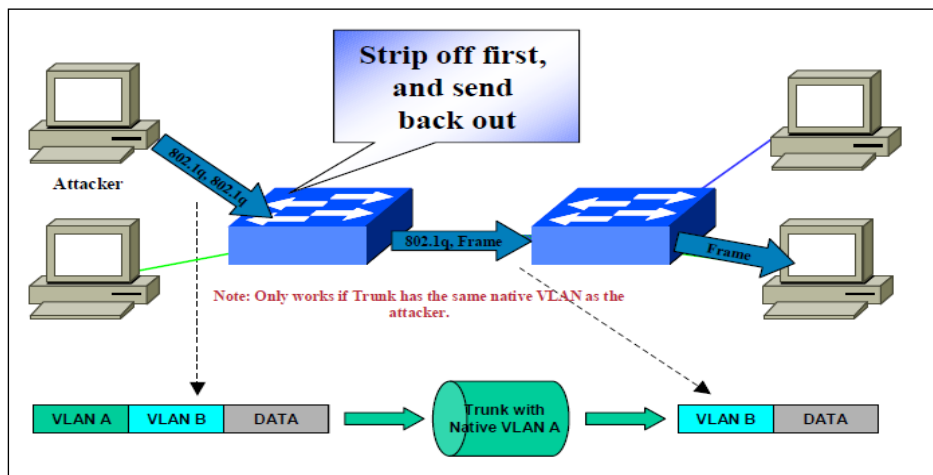 Strip off first,
and send
back out
Attacker
802.1q, 802.1q
802.1q, Frame
Frame
Note: Only works if Trunk has the same native VLAN as the
attacker.
VLAN A VLAN B DATA
Trunk with
Native VLAN A
VLAN B DATA